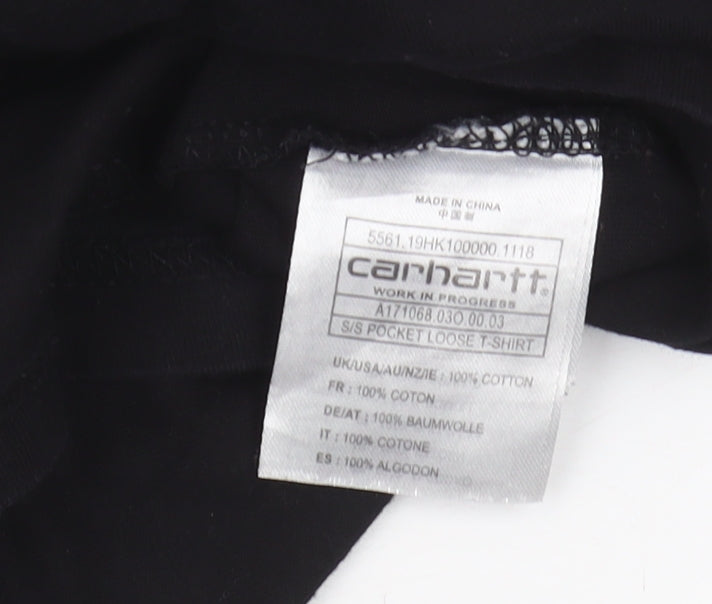 MADE IN CHINA
中国制
5561.19HK100000.1118
carhartt®
WORK IN PROGRESS
A171068.03O.00.03
S/S POCKET LOOSE T-SHIRT
UK/USA/AU/NZ/IE : 100% COTTON
FR : 100% COTON
DE/AT : 100% BAUMWOLLE
IT : 100% COTONE
ES : 100% ALGODON